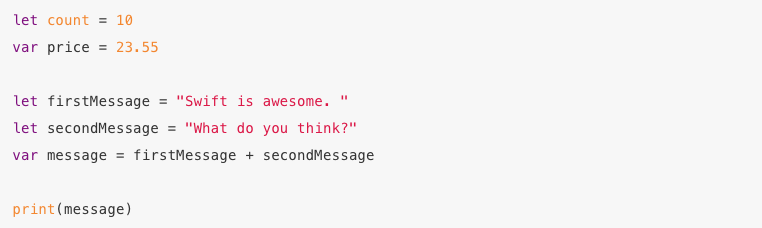 let count = 10
var price = 23.55
let firstMessage = "Swift is awesome. "
let secondMessage = "What do you think?"
var message = firstMessage + secondMessage
print(message)